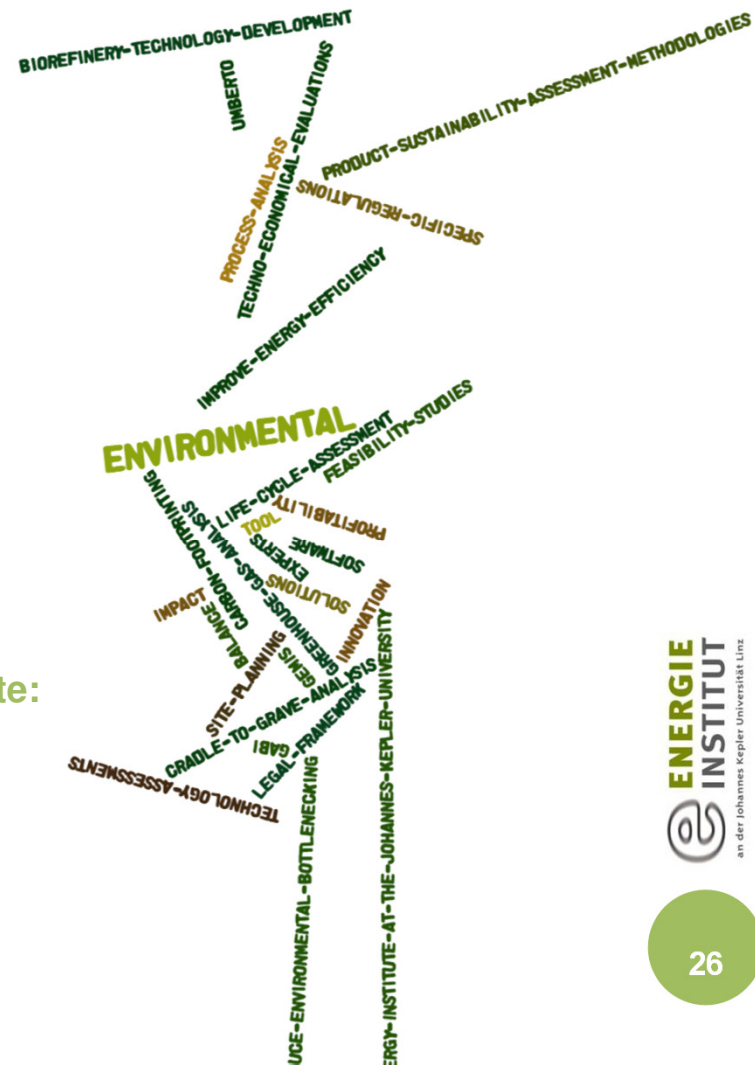 BIOREFINERY-TECHNOLOGY-DEVELOPMENT
UMBERTO
TECHNO-ECONOMICAL-EVALUATIONS
PRODUCT-SUSTAINABILITY-ASSESSMENT-METHODOLOGIES
PROCESS-ANALYSIS
SPECIFIC-REGULATIONS
IMPROVE-ENERGY-EFFICIENCY
ENVIRONMENTAL
LIFE-CYCLE-ASSESSMENT
FEASIBILITY-STUDIES
CARBON-FOOTPRINTING
GREENHOUSE-GAS-ANALYSIS
TOOL
PROFITABILITY
EXPERTS
SOFTWARE
SOLUTIONS
IMPACT
BALANCE
INNOVATION
GEMIS
SITE-PLANNING
CRADLE-TO-GRAVE-ANALYSIS
GABI
LEGAL-FRAMEWORK
TECHNOLOGY-ASSESSMENTS
UCE-ENVIRONMENTAL-BOTTLENECKING
ERGY-INSTITUTE-AT-THE-JOHANNES-KEPLER-UNIVERSITY
te:
e ENERGIE
INSTITUT
an der Johannes Kepler Universität Linz
26